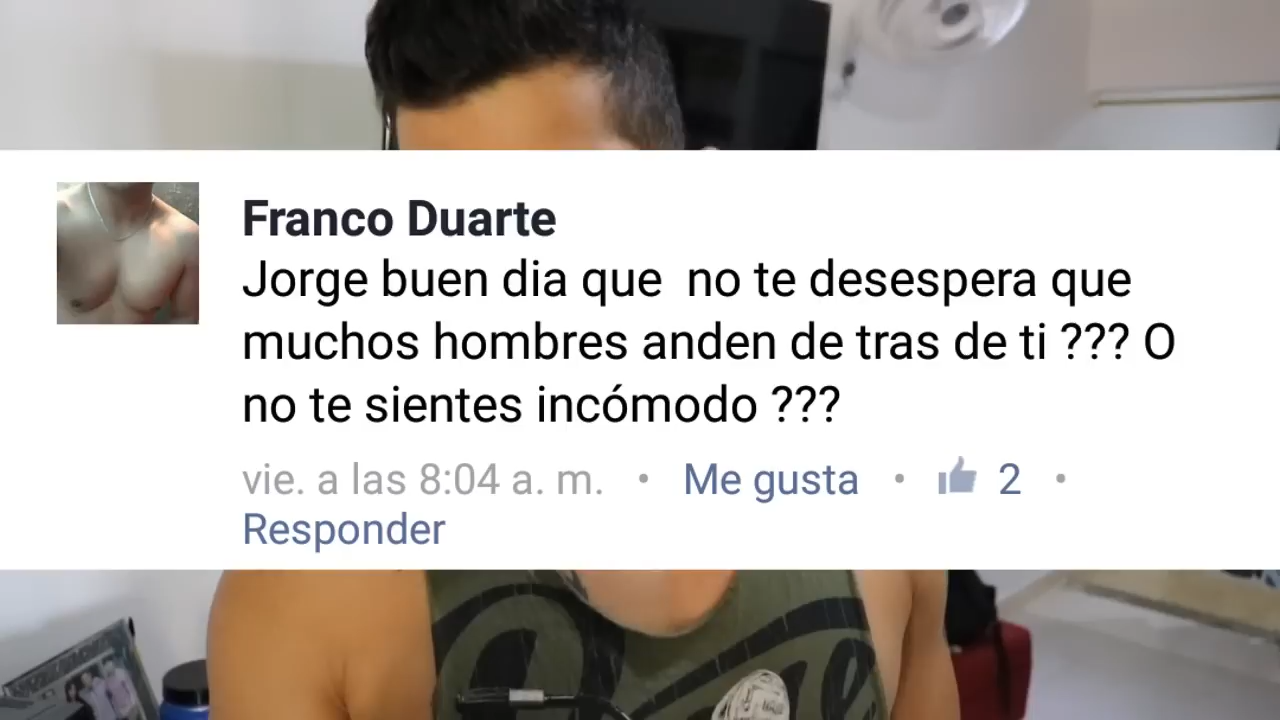 Franco Duarte
Jorge buen dia que  no te desespera que
muchos hombres anden de tras de ti ??? O
no te sientes incómodo ???
vie. a las 8:04 a. m. • Me gusta • 2 •
Responder